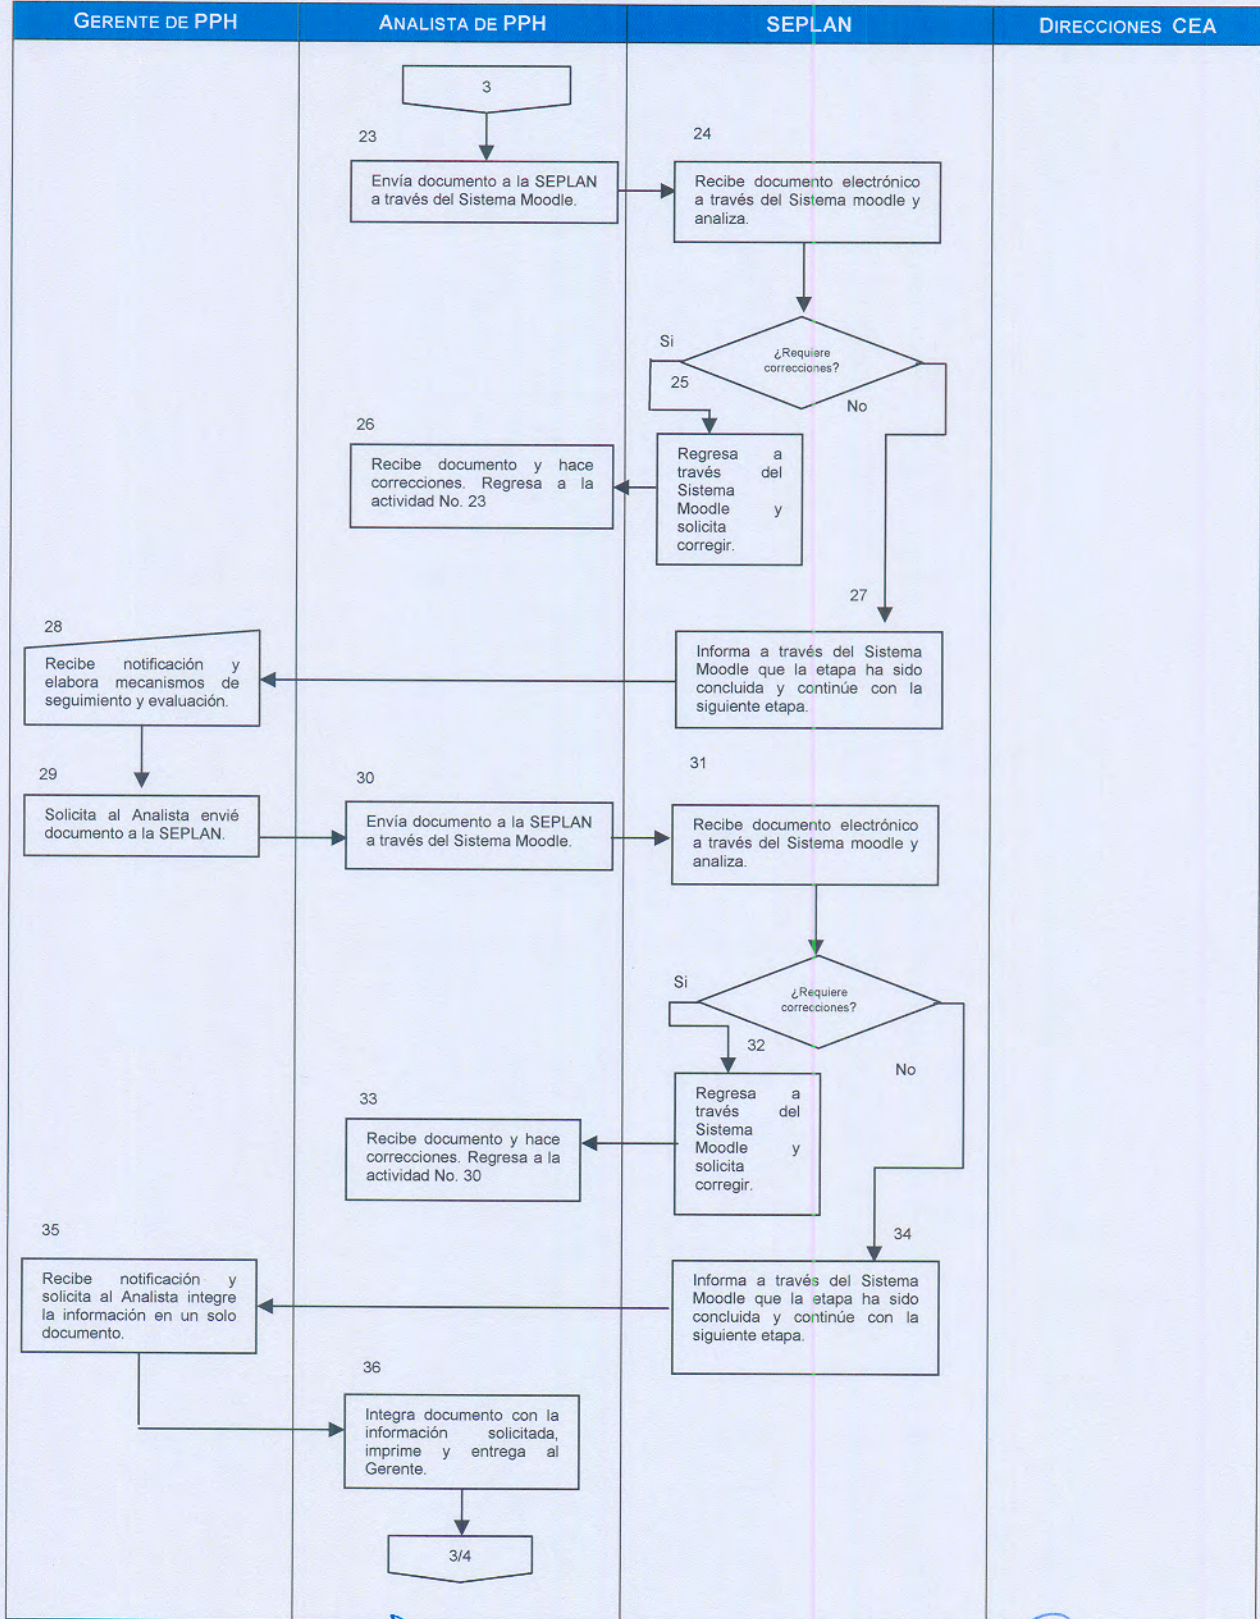 GERENTE DE PPH
ANALISTA DE PPH
SEPLAN
DIRECCIONES CEA
3
23
Envía documento a la SEPLAN
a través del Sistema Moodle.
24
Recibe documento electrónico
a través del Sistema moodle y
analiza.
¿Requiere
correcciones?
Si
No
25
Regresa a
través del
Sistema
Moodle y
solicita
corregir.
26
Recibe documento y hace
correcciones. Regresa a la
actividad No. 23
27
Informa a través del Sistema
Moodle que la etapa ha sido
concluida y continúe con la
siguiente etapa.
28
Recibe notificación y
elabora mecanismos de
seguimiento y evaluación.
29
Solicita al Analista envié
documento a la SEPLAN.
30
Envía documento a la SEPLAN
a través del Sistema Moodle.
31
Recibe documento electrónico
a través del Sistema moodle y
analiza.
¿Requiere
correcciones?
Si
No
32
Regresa a
través del
Sistema
Moodle y
solicita
corregir.
33
Recibe documento y hace
correcciones. Regresa a la
actividad No. 30
34
Informa a través del Sistema
Moodle que la etapa ha sido
concluida y continúe con la
siguiente etapa.
35
Recibe notificación y
solicita al Analista integre
la información en un solo
documento.
36
Integra documento con la
información solicitada,
imprime y entrega al
Gerente.
3/4